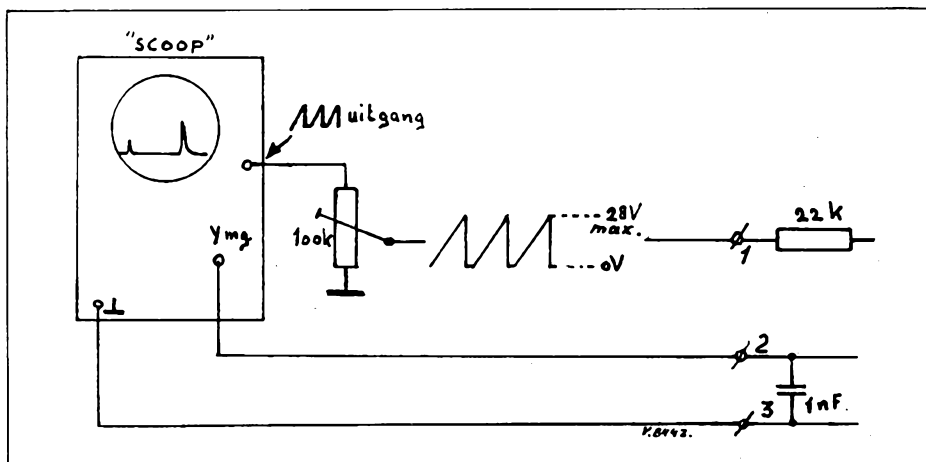 "SCOOP"
uitgang
Ymg
⊥
100k
28V
max.
0V
1
22k
2
3
1nF.